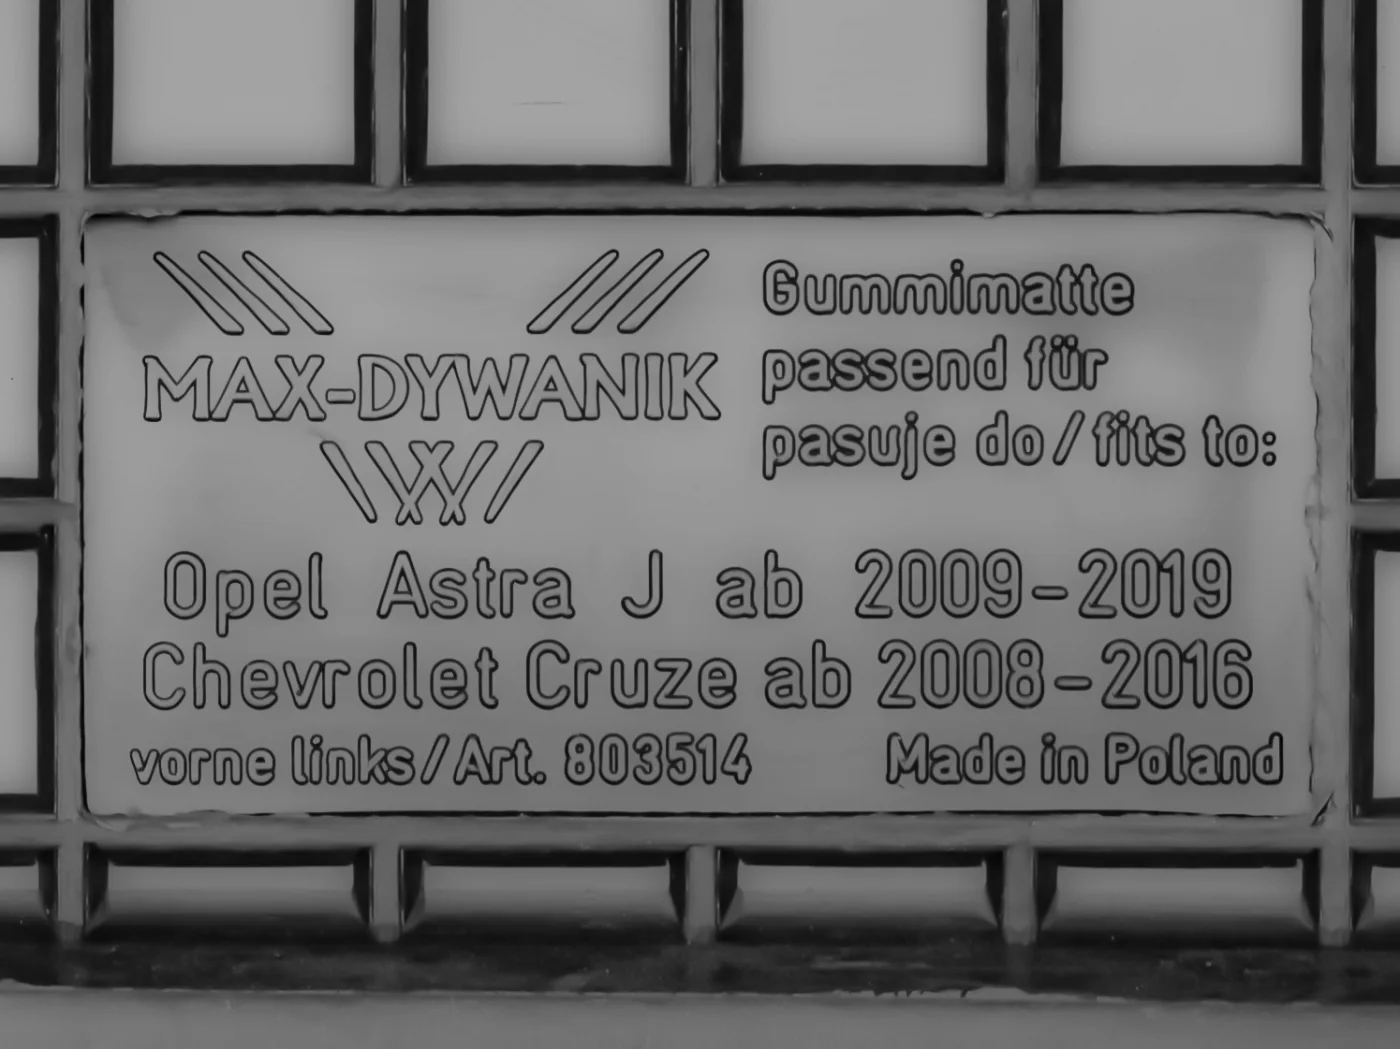 MAX-DYWANIK
Gummimatte
passend für
pasuje do/fits to:
Opel Astra J ab 2009-2019
Chevrolet Cruze ab 2008-2016
vorne links/Art. 803514
Made in Poland